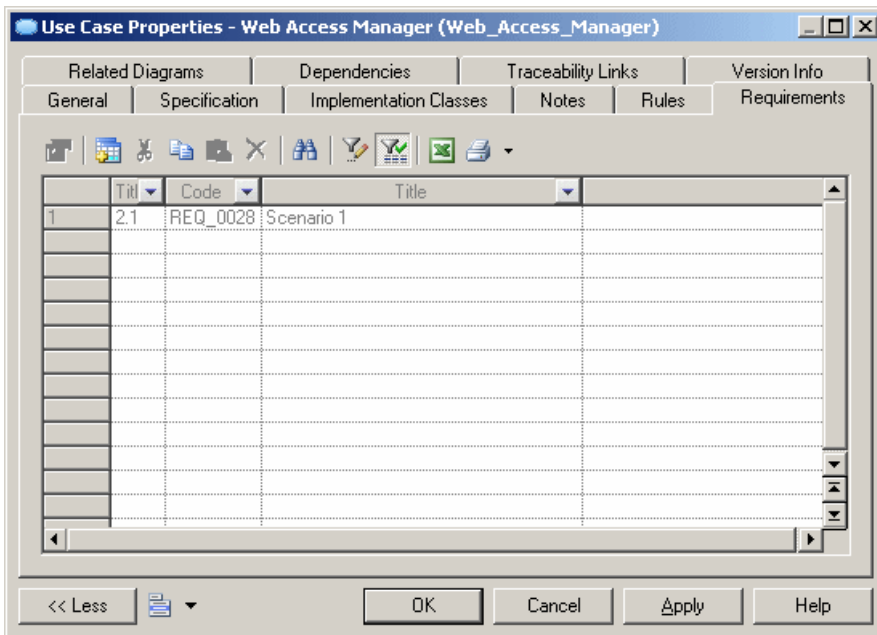 Use Case Properties - Web Access Manager (Web_Access_Manager)
Related Diagrams Dependencies Traceability Links Version Info
General Specification Implementation Classes Notes Rules Requirements
Titl Code Title
1 2.1 REQ_0028 Scenario 1
<< Less OK Cancel Apply Help